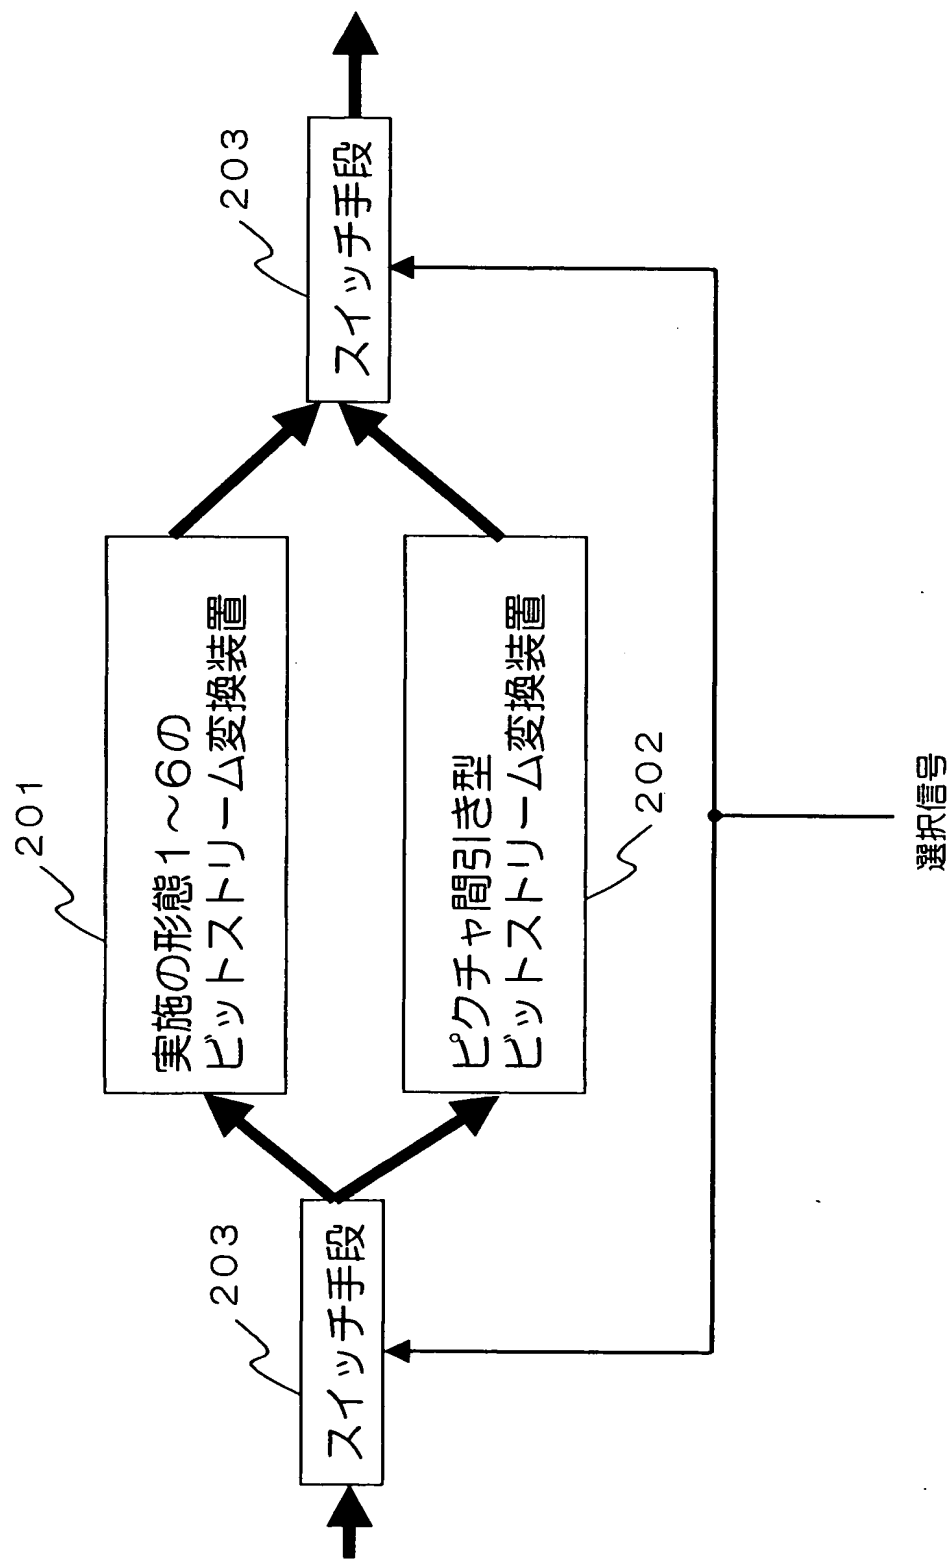 203
スイッチ手段
201
実施の形態1~6の
ビットストリーム変換装置
ピクチャ間引き型
ビットストリーム変換装置
202
203
スイッチ手段
選択信号